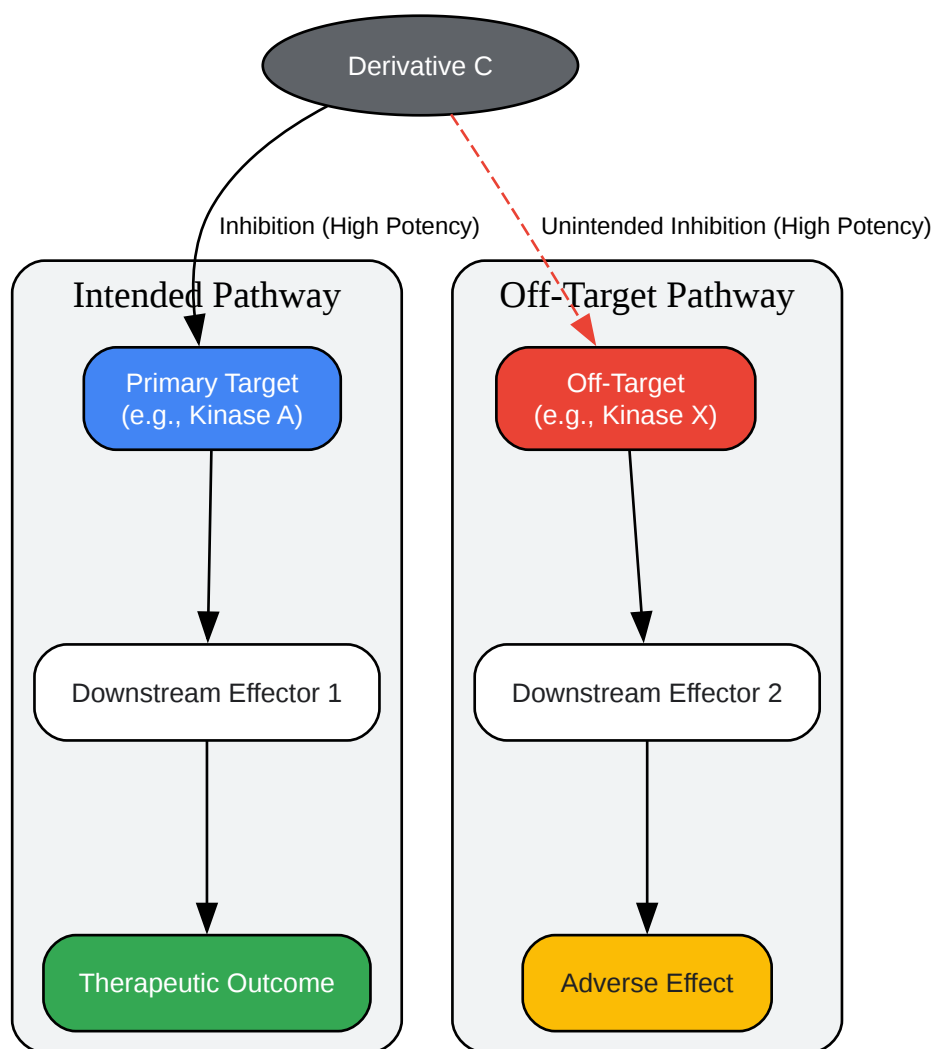 Derivative C
Inhibition (High Potency)
Unintended Inhibition (High Potency)
Intended Pathway
Off-Target Pathway
Primary Target
(e.g., Kinase A)
Off-Target
(e.g., Kinase X)
Downstream Effector 1
Downstream Effector 2
Therapeutic Outcome
Adverse Effect